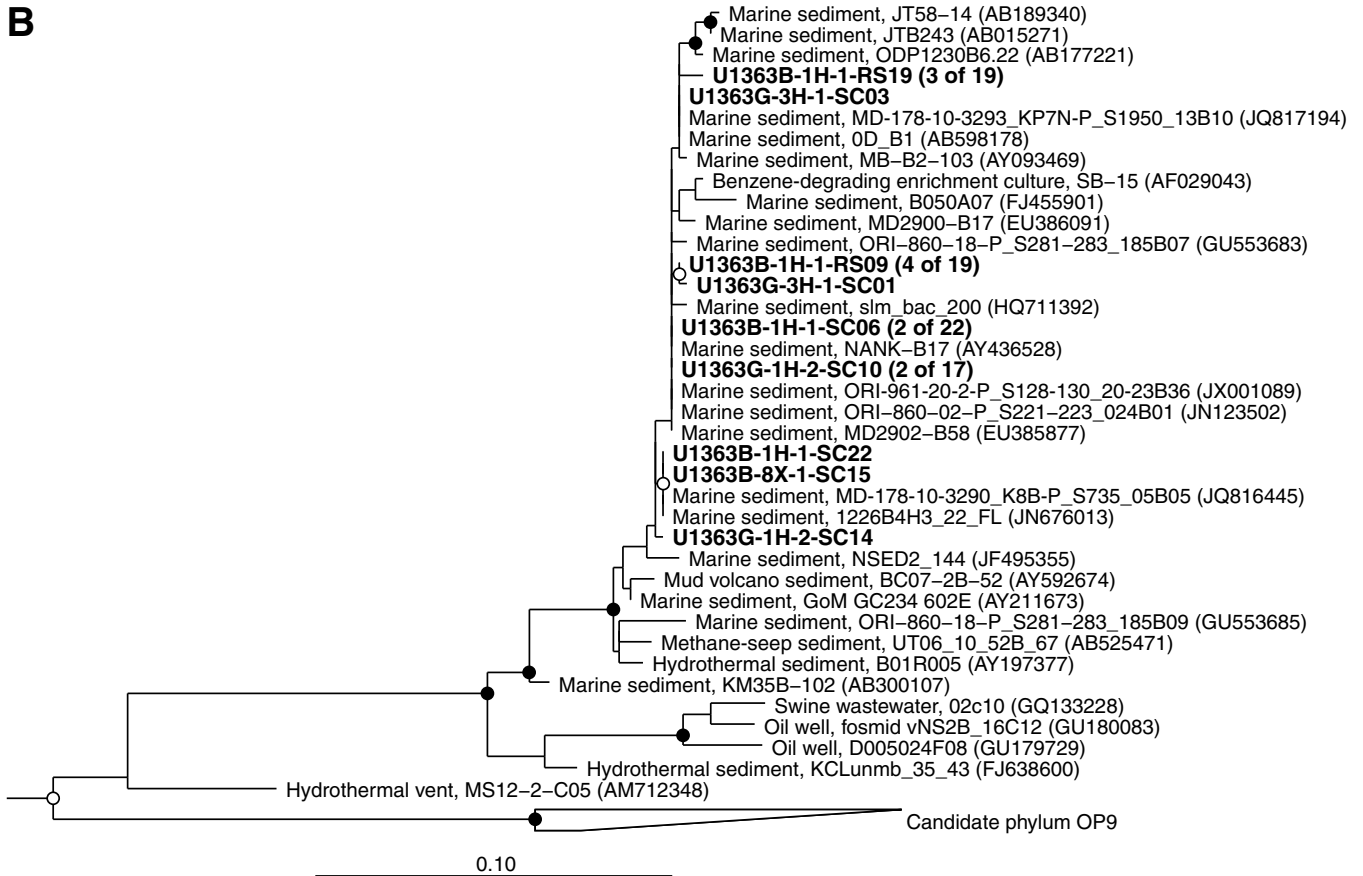 B
Marine sediment, JT58−14 (AB189340)
Marine sediment, JTB243 (AB015271)
Marine sediment, ODP1230B6.22 (AB177221)
U1363B-1H-1-RS19 (3 of 19)
U1363G-3H-1-SC03
Marine sediment, MD-178-10-3293_KP7N-P_S1950_13B10 (JQ817194)
Marine sediment, 0D_B1 (AB598178)
Marine sediment, MB−B2−103 (AY093469)
Benzene-degrading enrichment culture, SB−15 (AF029043)
Marine sediment, B050A07 (FJ455901)
Marine sediment, MD2900−B17 (EU386091)
Marine sediment, ORI−860−18−P_S281−283_185B07 (GU553683)
U1363B-1H-1-RS09 (4 of 19)
U1363G-3H-1-SC01
Marine sediment, slm_bac_200 (HQ711392)
U1363B-1H-1-SC06 (2 of 22)
Marine sediment, NANK−B17 (AY436528)
U1363G-1H-2-SC10 (2 of 17)
Marine sediment, ORI-961-20-2-P_S128-130_20-23B36 (JX001089)
Marine sediment, ORI−860−02−P_S221−223_024B01 (JN123502)
Marine sediment, MD2902−B58 (EU385877)
U1363B-1H-1-SC22
U1363B-8X-1-SC15
Marine sediment, MD-178-10-3290_K8B-P_S735_05B05 (JQ816445)
Marine sediment, 1226B4H3_22_FL (JN676013)
U1363G-1H-2-SC14
Marine sediment, NSED2_144 (JF495355)
Mud volcano sediment, BC07−2B−52 (AY592674)
Marine sediment, GoM GC234 602E (AY211673)
Marine sediment, ORI−860−18−P_S281−283_185B09 (GU553685)
Methane-seep sediment, UT06_10_52B_67 (AB525471)
Hydrothermal sediment, B01R005 (AY197377)
Marine sediment, KM35B−102 (AB300107)
Swine wastewater, 02c10 (GQ133228)
Oil well, fosmid vNS2B_16C12 (GU180083)
Oil well, D005024F08 (GU179729)
Hydrothermal sediment, KCLunmb_35_43 (FJ638600)
Hydrothermal vent, MS12−2−C05 (AM712348)
Candidate phylum OP9
0.10